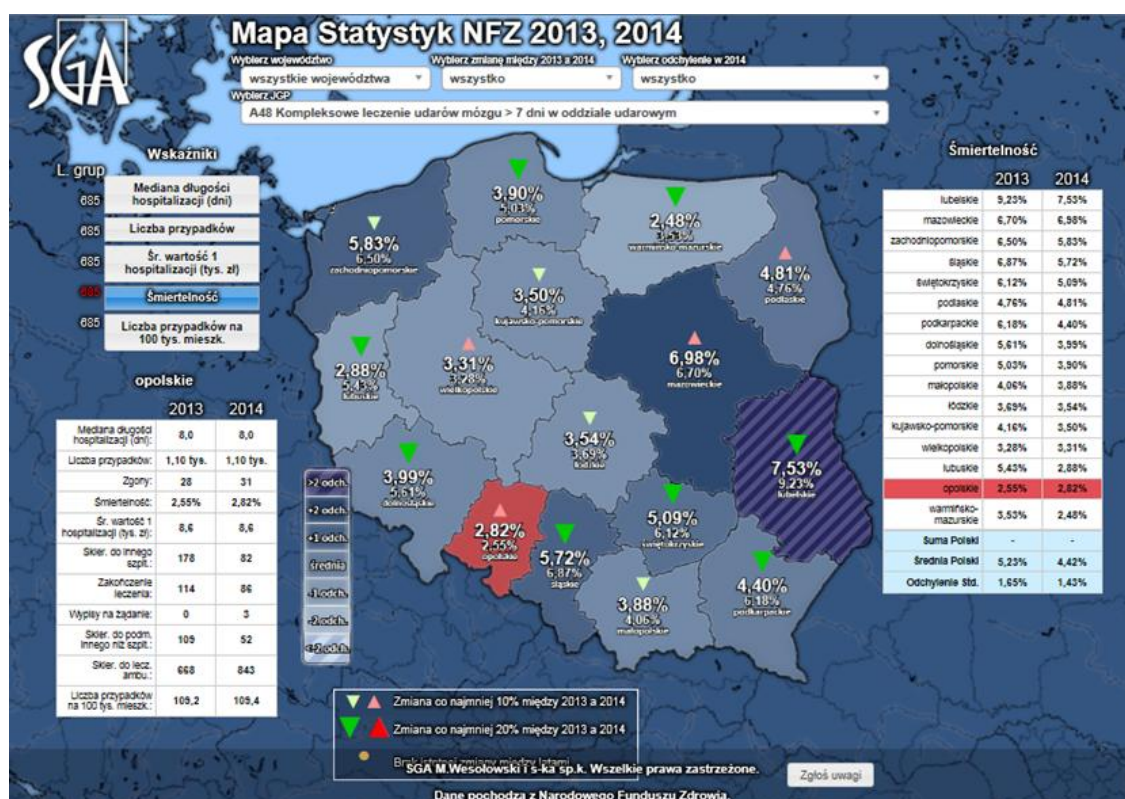 SGA
Mapa Statystyk NFZ 2013, 2014
Wybierz województwo Wybierz zmianę między 2013 a 2014 Wybierz odchylenie w 2014
wszystkie województwa wszystko wszystko
Wybierz JGP
A48 Kompleksowe leczenie udarów mózgu > 7 dni w oddziale udarowym
Wskaźniki
L. grup
685 Mediana długości
hospitalizacji (dni)
685 Liczba przypadków
685 Śr. wartość 1
hospitalizacji (tys. zł)
685 Śmiertelność
685 Liczba przypadków na
100 tys. mieszk.
opolskie
2013 2014
Mediana długości
hospitalizacji (dni): 8,0 8,0
Liczba przypadków: 1,10 tys. 1,10 tys.
Zgony: 28 31
Śmiertelność: 2,55% 2,82%
Śr. wartość 1
hospitalizacji (tys. zł): 8,6 8,6
Skier. do innego
szpit.: 178 82
Zakończenie
leczenia: 114 86
Wypisy na żądanie: 0 3
Skier. do podm.
innego niż szpit.: 109 52
Skier. do lecz.
ambu.: 668 843
Liczba przypadków
na 100 tys. mieszk.: 109,2 109,4
>2 odch.
+2 odch.
+1 odch.
średnia
-1 odch.
-2 odch.
<-2 odch.
3,90%
5,03%
pomorskie
2,48%
3,53%
warmińsko-mazurskie
5,83%
6,50%
zachodniopomorskie
4,81%
4,76%
podlaskie
3,50%
4,16%
kujawsko-pomorskie
2,88%
5,43%
lubuskie
3,31%
3,28%
wielkopolskie
6,98%
6,70%
mazowieckie
3,54%
3,69%
łódzkie
7,53%
9,23%
lubelskie
3,99%
5,61%
dolnośląskie
2,82%
2,55%
opolskie
5,72%
6,87%
śląskie
5,09%
6,12%
świętokrzyskie
3,88%
4,06%
małopolskie
4,40%
6,18%
podkarpackie
Śmiertelność
2013 2014
lubelskie 9,23% 7,53%
mazowieckie 6,70% 6,98%
zachodniopomorskie 6,50% 5,83%
śląskie 6,87% 5,72%
świętokrzyskie 6,12% 5,09%
podlaskie 4,76% 4,81%
podkarpackie 6,18% 4,40%
dolnośląskie 5,61% 3,99%
pomorskie 5,03% 3,90%
małopolskie 4,06% 3,88%
łódzkie 3,69% 3,54%
kujawsko-pomorskie 4,16% 3,50%
wielkopolskie 3,28% 3,31%
lubuskie 5,43% 2,88%
opolskie 2,55% 2,82%
warmińsko-
mazurskie 3,53% 2,48%
Suma Polski - -
Średnia Polski 5,23% 4,42%
Odchylenie Std. 1,65% 1,43%
Zmiana co najmniej 10% między 2013 a 2014
Zmiana co najmniej 20% między 2013 a 2014
Brak istotnej zmiany między latami
SGA M.Wesołowski i s-ka sp.k. Wszelkie prawa zastrzeżone.
Zgłoś uwagi
Dane pochodzą z Narodowego Funduszu Zdrowia.